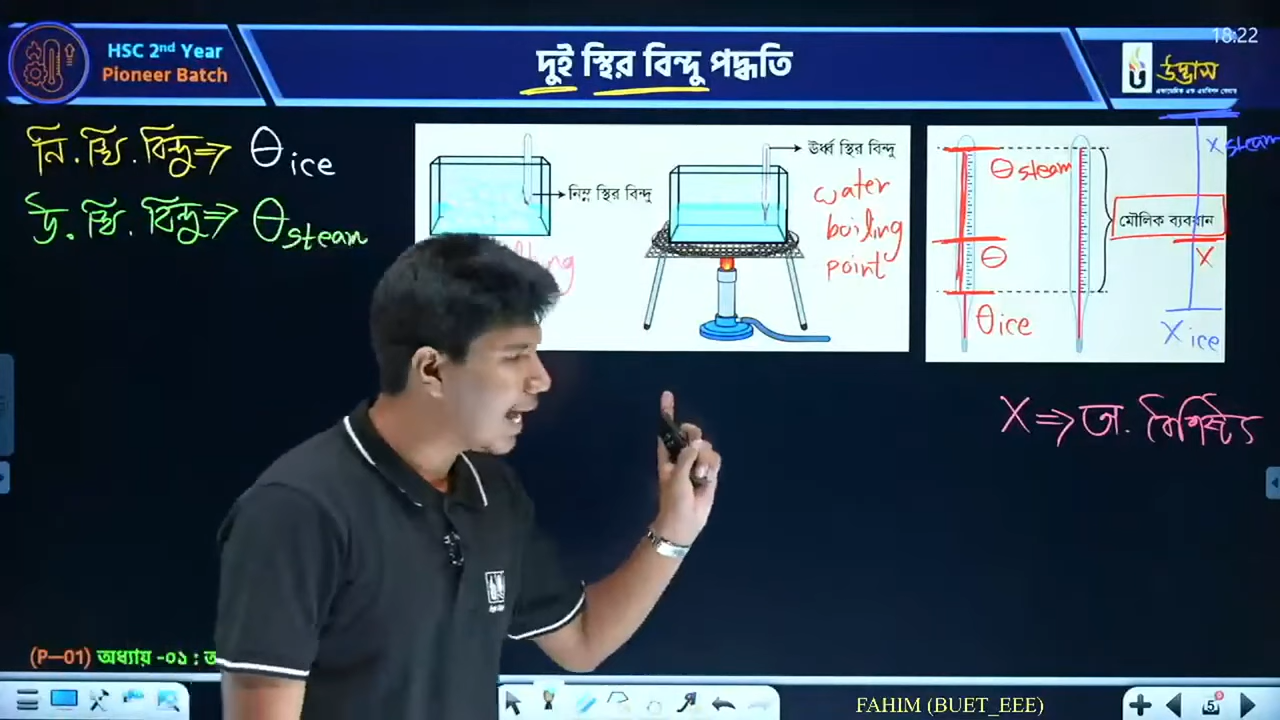 18:22
HSC 2nd Year
Pioneer Batch
দুই স্থির বিন্দু পদ্ধতি
উদ্ভাস
নি. স্থি. বিন্দু ⇒ θice
উ. স্থি. বিন্দু ⇒ θsteam
নিম্ন স্থির বিন্দু
ঊর্ধ্ব স্থির বিন্দু
water
boiling
point
θsteam
θ
θice
মৌলিক ব্যবধান
Xsteam
X
Xice
X ⇒ তা.
(P—01) অধ্যায় -০১ :
FAHIM (BUET_EEE)
5